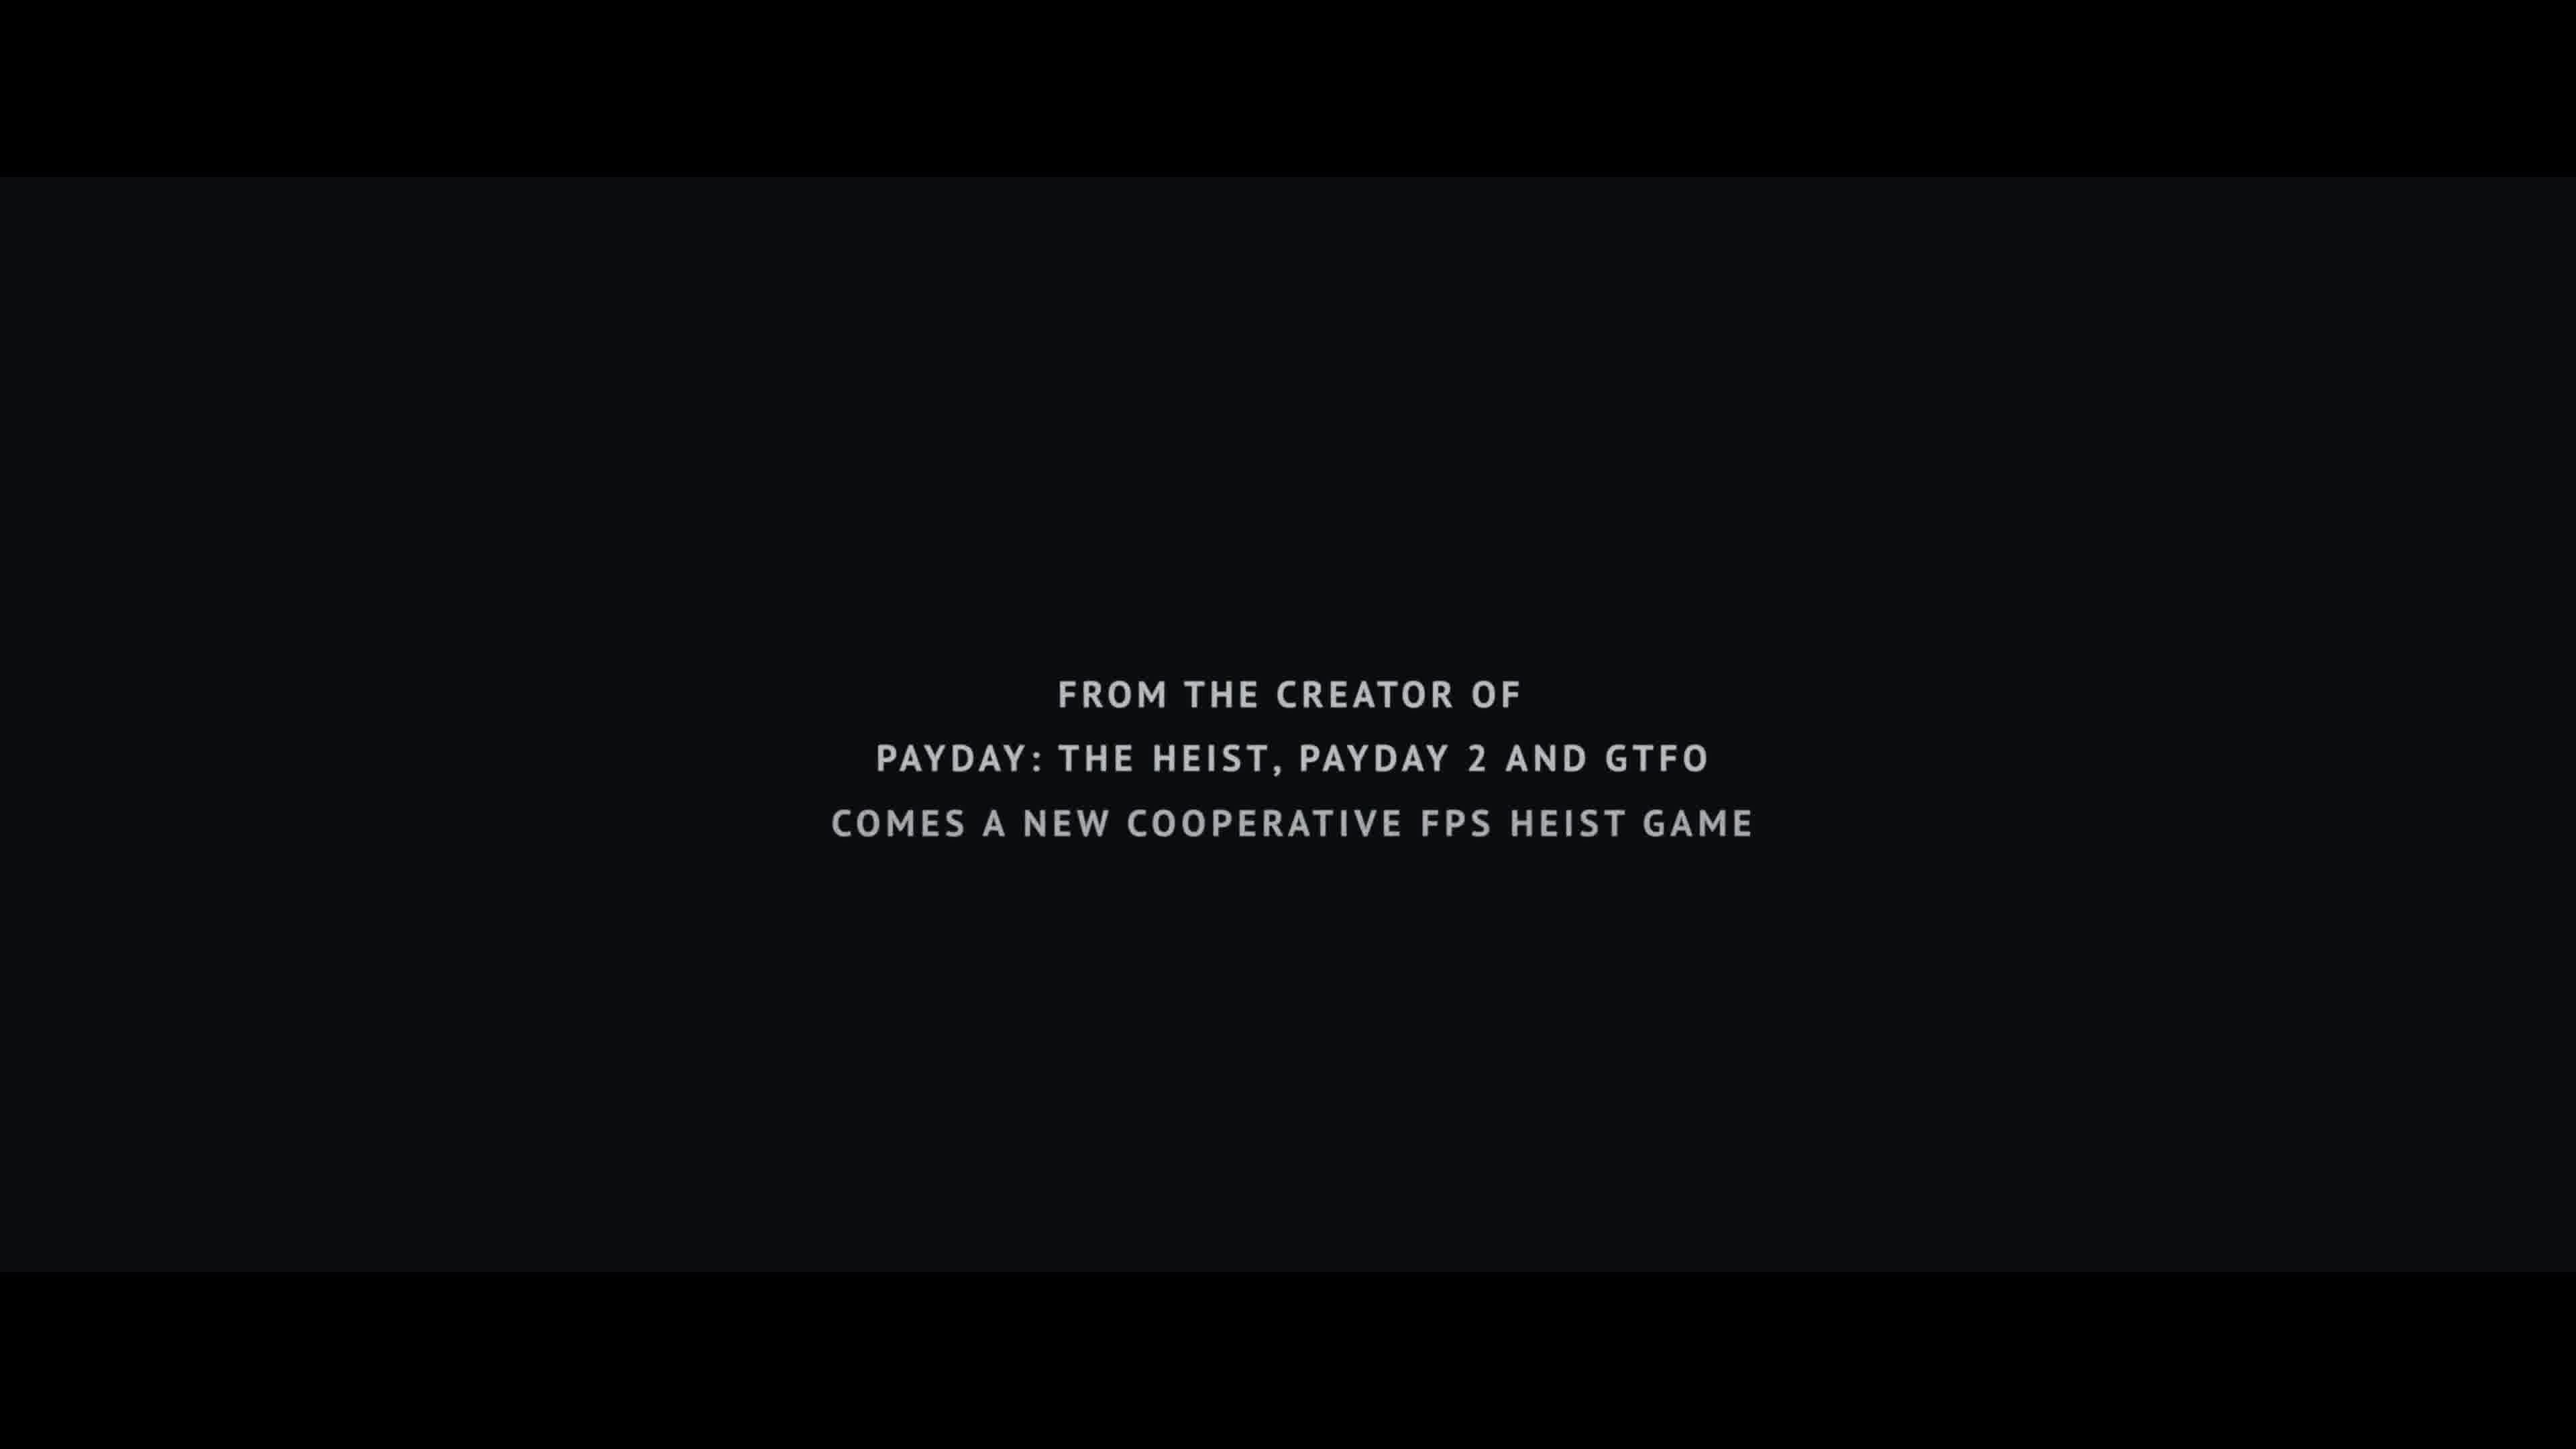 FROM THE CREATOR OF
PAYDAY: THE HEIST, PAYDAY 2 AND GTFO
COMES A NEW COOPERATIVE FPS HEIST GAME